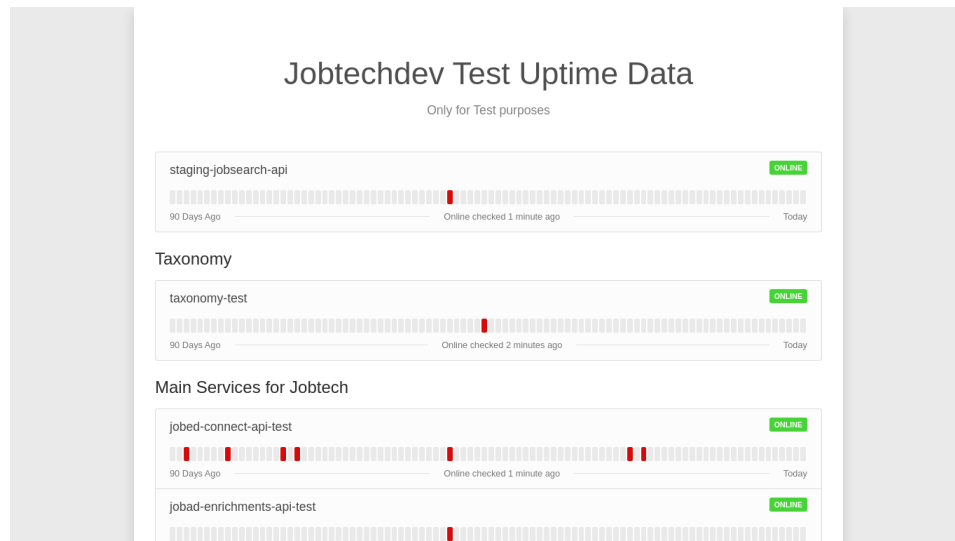 Jobtechdev Test Uptime Data
Only for Test purposes
staging-jobsearch-api
ONLINE
90 Days Ago
Online checked 1 minute ago
Today
Taxonomy
taxonomy-test
ONLINE
90 Days Ago
Online checked 2 minutes ago
Today
Main Services for Jobtech
jobed-connect-api-test
ONLINE
90 Days Ago
Online checked 1 minute ago
Today
jobad-enrichments-api-test
ONLINE